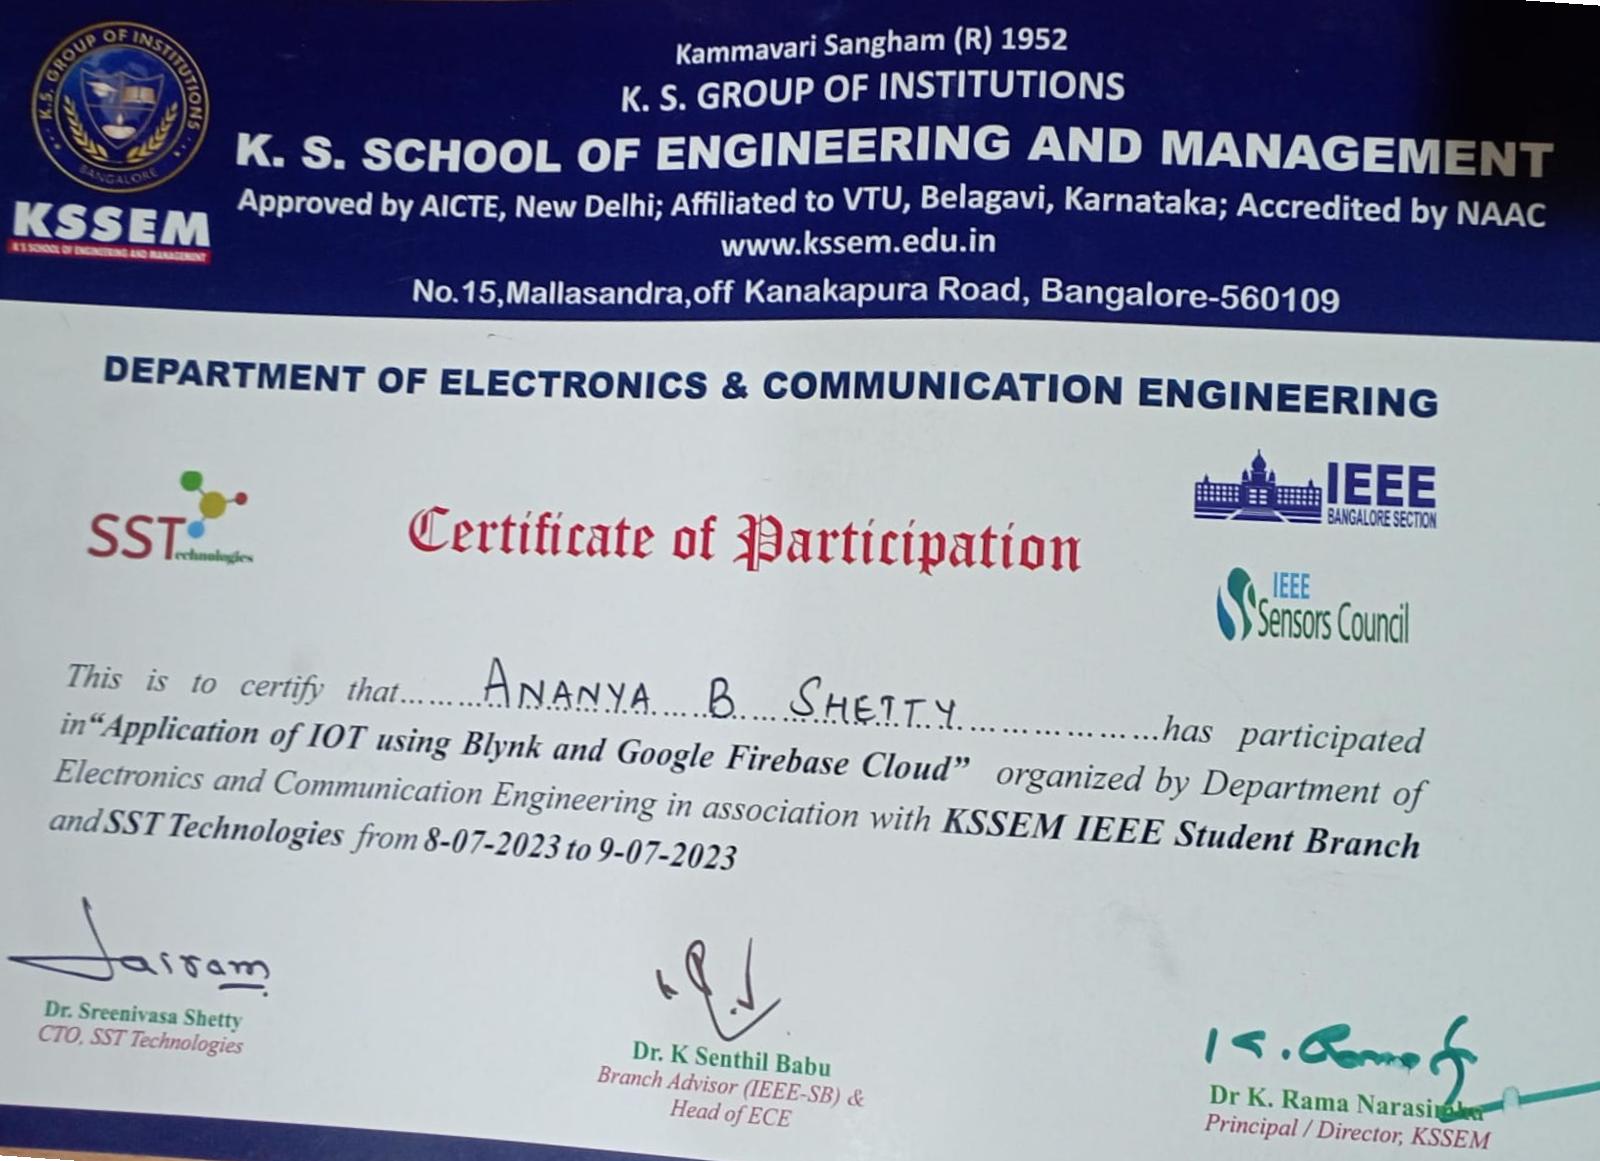 K.S. GROUP OF INSTITUTIONS
BANGALORE
KSSEM
K S SCHOOL OF ENGINEERING AND MANAGEMENT
Kammavari Sangham (R) 1952
K. S. GROUP OF INSTITUTIONS
K. S. SCHOOL OF ENGINEERING AND MANAGEMENT
Approved by AICTE, New Delhi; Affiliated to VTU, Belagavi, Karnataka; Accredited by NAAC
www.kssem.edu.in
No.15,Mallasandra,off Kanakapura Road, Bangalore-560109
DEPARTMENT OF ELECTRONICS & COMMUNICATION ENGINEERING
SSTechnologies
Certificate of Participation
IEEE
BANGALORE SECTION
IEEE
Sensors Council
This is to certify that...... ANANYA B SHETTY ..................has participated
in“Application of IOT using Blynk and Google Firebase Cloud” organized by Department of
Electronics and Communication Engineering in association with KSSEM IEEE Student Branch
and SST Technologies from 8-07-2023 to 9-07-2023
Dr. Sreenivasa Shetty
CTO, SST Technologies
Dr. K Senthil Babu
Branch Advisor (IEEE-SB) &
Head of ECE
Dr K. Rama Narasimha
Principal / Director, KSSEM